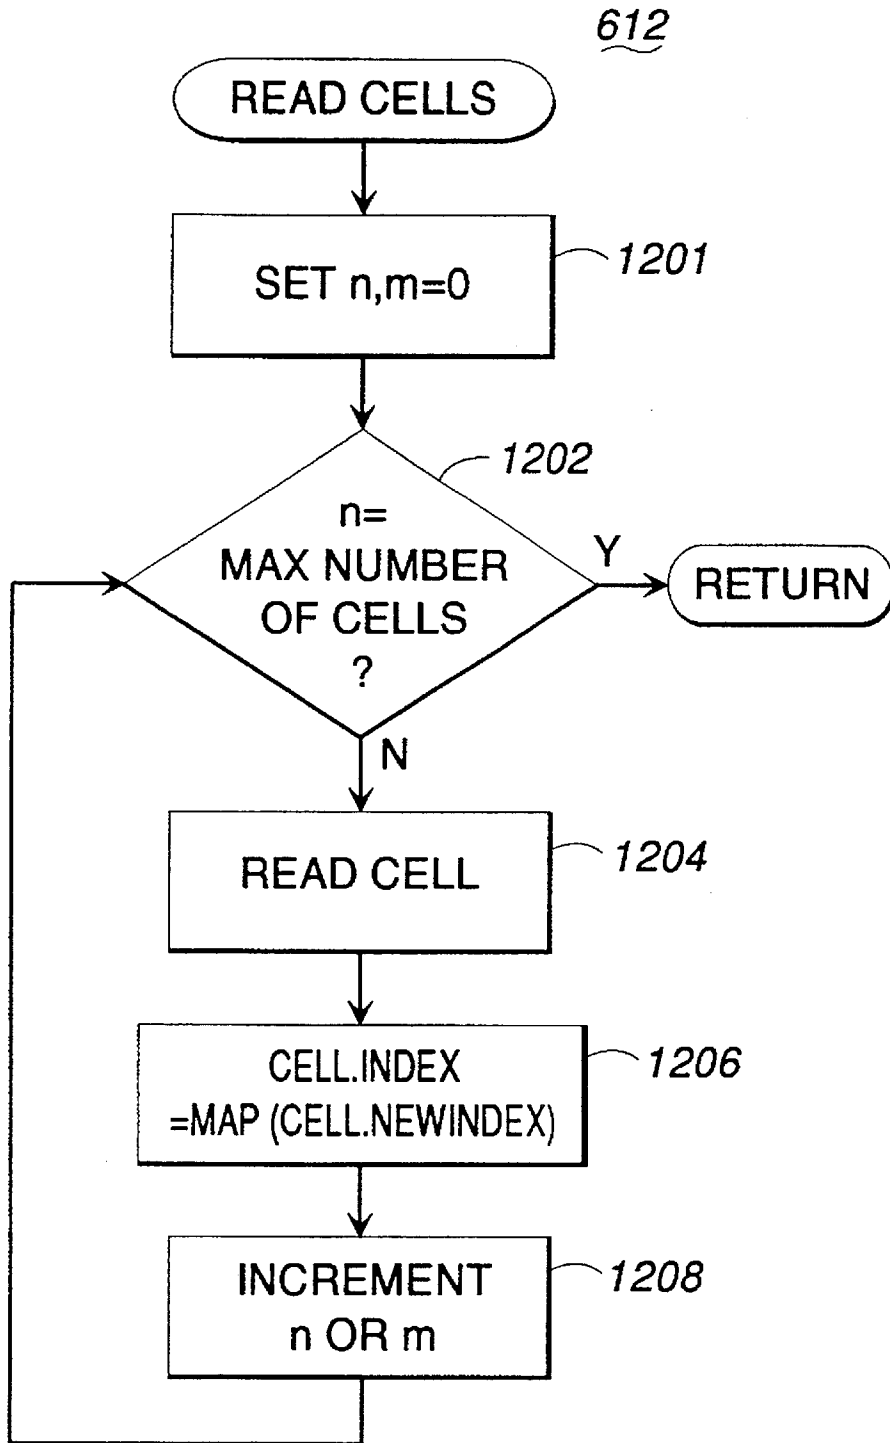 612
READ CELLS
SET n,m=0
1201
1202
n=
MAX NUMBER
OF CELLS
?
Y
RETURN
N
READ CELL
1204
CELL.INDEX
=MAP (CELL.NEWINDEX)
1206
INCREMENT
n OR m
1208